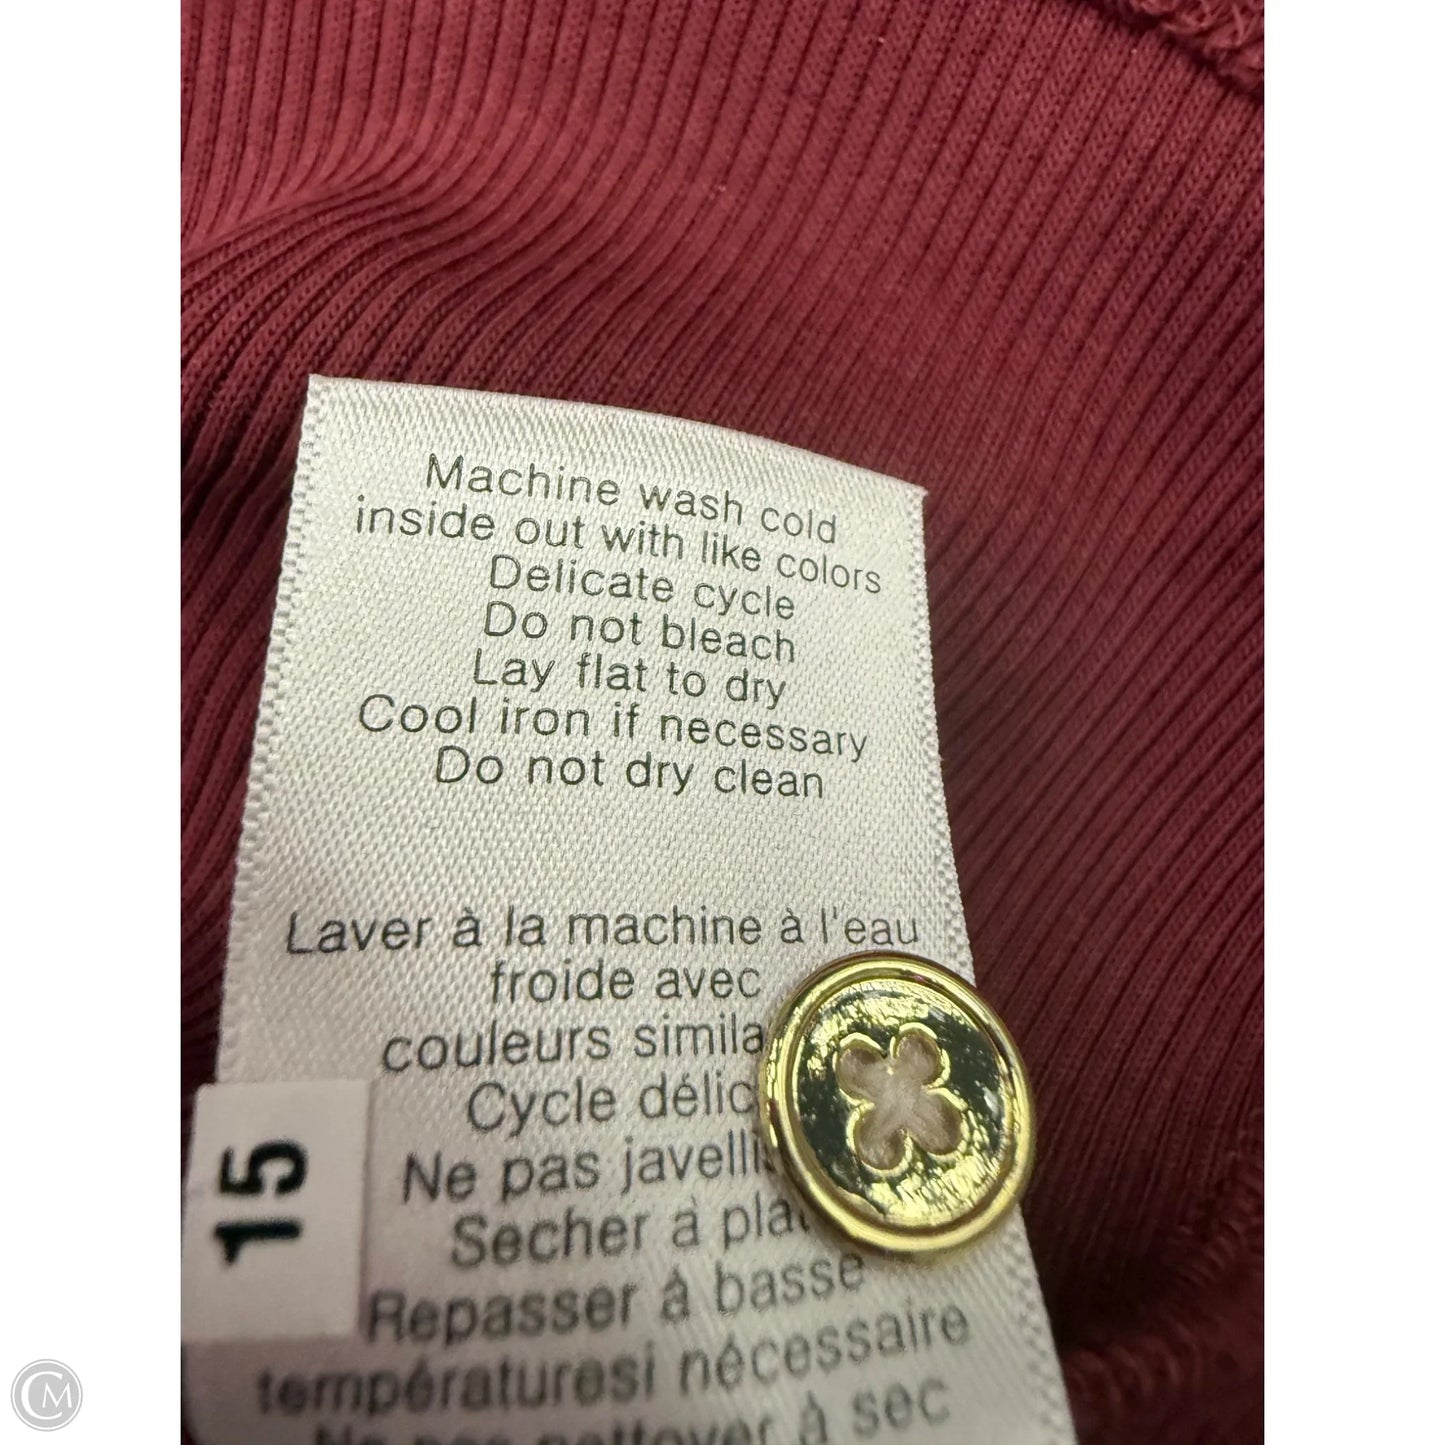 Machine wash cold
inside out with like colors
Delicate cycle
Do not bleach
Lay flat to dry
Cool iron if necessary
Do not dry clean
Laver à la machine à l'eau
froide avec
couleurs simila
Cycle délic
Ne pas javelli
Secher à pla
Repasser à basse
températuresi nécessaire
Ne pas nettoyer à sec
15
CM